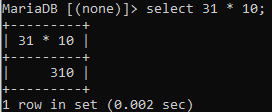 MariaDB [(none)]> select 31 * 10;
+---------+
| 31 * 10 |
+---------+
|     310 |
+---------+
1 row in set (0.002 sec)